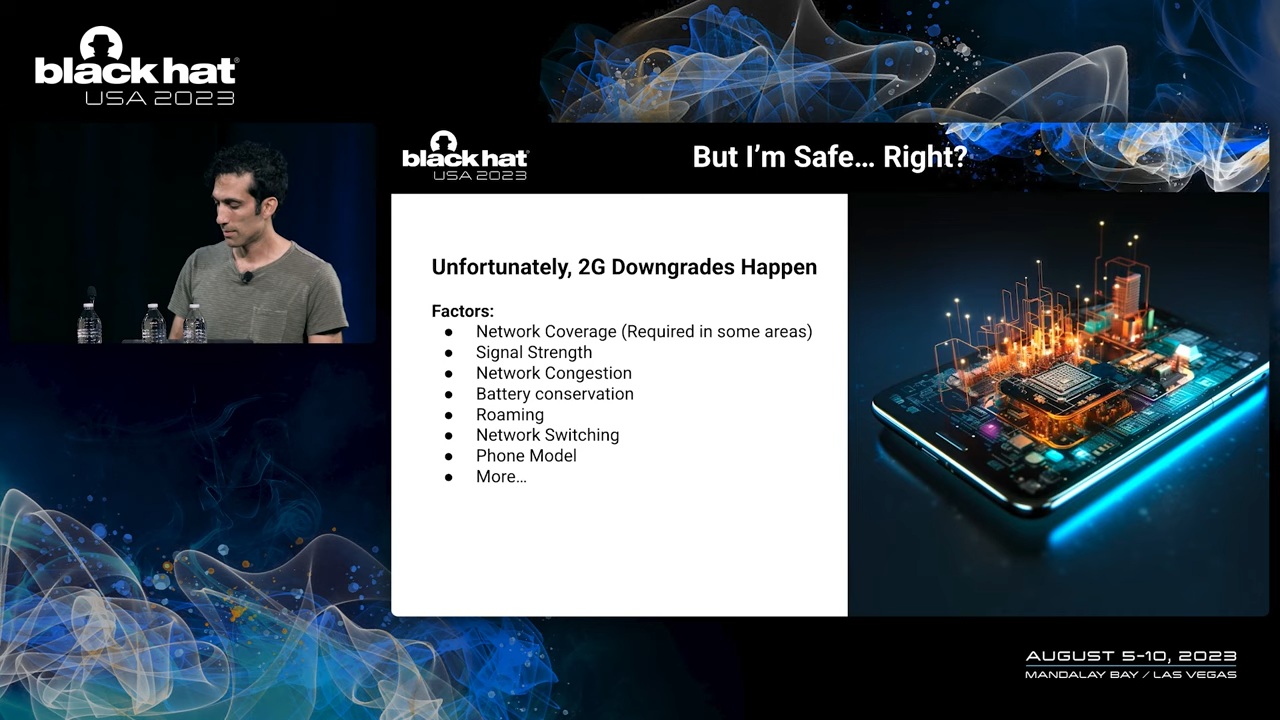 black hat®
USA 2023
black hat®
USA 2023
But I'm Safe... Right?
Unfortunately, 2G Downgrades Happen
Factors:
● Network Coverage (Required in some areas)
● Signal Strength
● Network Congestion
● Battery conservation
● Roaming
● Network Switching
● Phone Model
● More...
AUGUST 5-10, 2023
MANDALAY BAY / LAS VEGAS